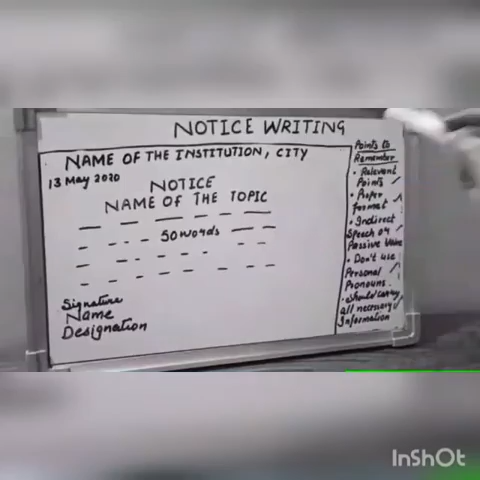 NOTICE WRITING
NAME OF THE INSTITUTION, CITY
13 May 2020
NOTICE
NAME OF THE TOPIC
50 words
Signature
Name
Designation
Points to
Remember
• Relevant
Points
• Proper
format
• Indirect
Speech or
Passive Voice
• Don't use
Personal
Pronouns.
• should carry
all necessary
Information
InShOt